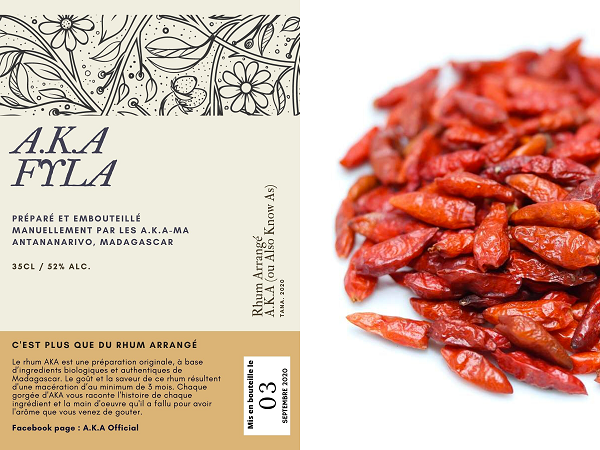 A.K.A
FYLA
PRÉPARÉ ET EMBOUTEILLÉ
MANUELLEMENT PAR LES A.K.A-MA
ANTANANARIVO, MADAGASCAR
35CL / 52% ALC.
Rhum Arrangé
A.K.A (ou Also Know As)
TANA. 2020
C'EST PLUS QUE DU RHUM ARRANGÉ
Le rhum AKA est une préparation originale, à base
d'ingredients biologiques et authentiques de
Madagascar. Le goût et la saveur de ce rhum résultent
d'une macération d'au minimum de 3 mois. Chaque
gorgée d'AKA vous raconte l'histoire de chaque
ingrédient et la main d'oeuvre qu'il a fallu pour avoir
l'arôme que vous venez de gouter.
Facebook page : A.K.A Official
Mis en bouteille le
03
SEPTEMBRE 2020